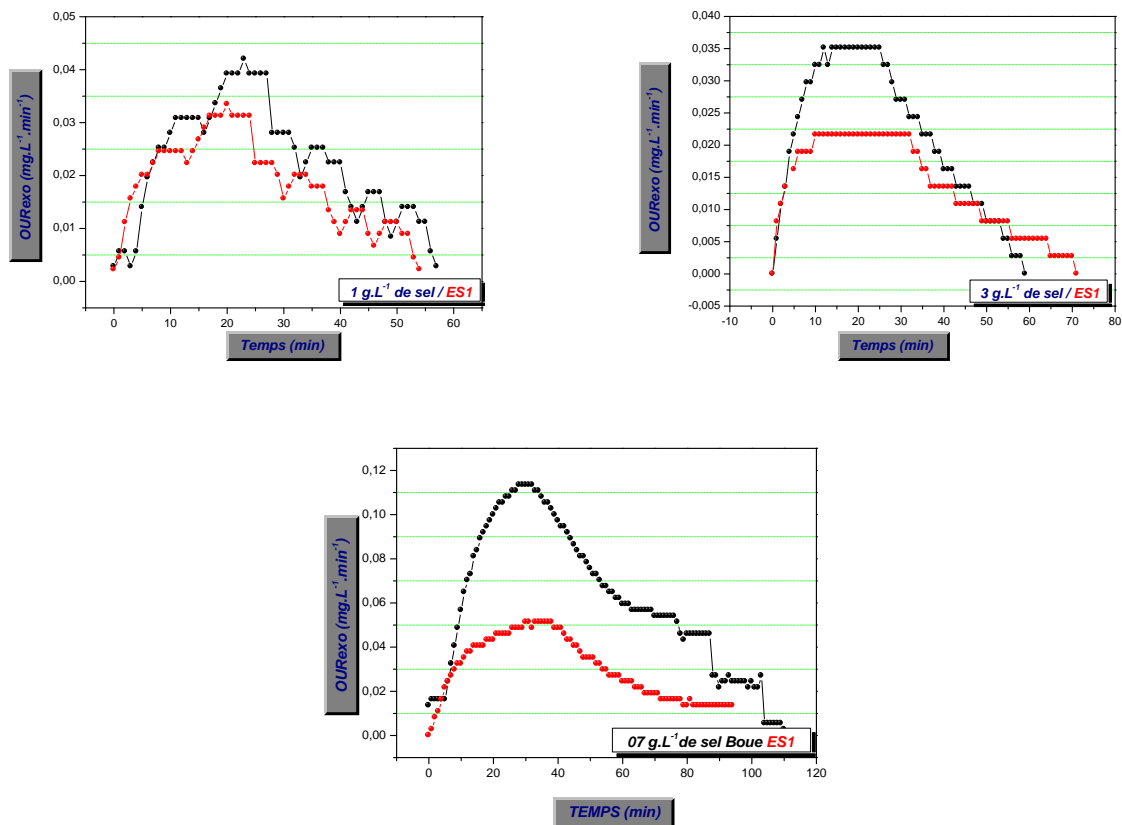 0,05
0,04
0,03
0,02
0,01
0,00
OURexo (mg.L⁻¹.min⁻¹)
0 10 20 30 40 50 60
1 g.L⁻¹ de sel / ES1
Temps (min)
0,040
0,035
0,030
0,025
0,020
0,015
0,010
0,005
0,000
-0,005
OURexo (mg.L⁻¹.min⁻¹)
-10 0 10 20 30 40 50 60 70 80
3 g.L⁻¹ de sel / ES1
Temps (min)
0,12
0,10
0,08
0,06
0,04
0,02
0,00
OURexo (mg.L⁻¹.min⁻¹)
0 20 40 60 80 100 120
07 g.L⁻¹ de sel Boue ES1
TEMPS (min)